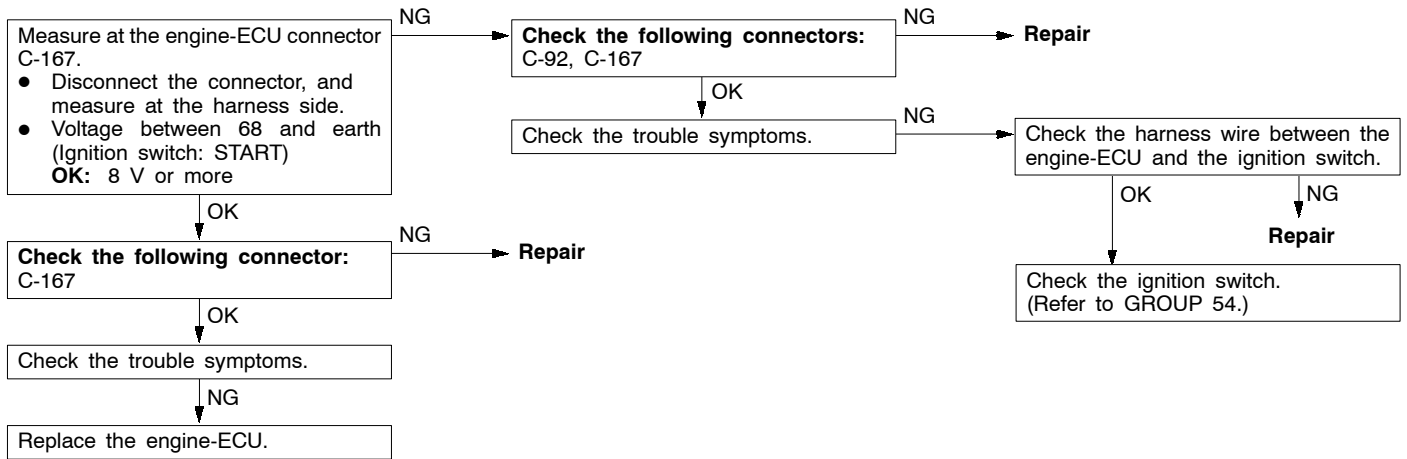 Measure at the engine-ECU connector
C-167.
● Disconnect the connector, and
measure at the harness side.
● Voltage between 68 and earth
(Ignition switch: START)
OK: 8 V or more
NG
Check the following connectors:
C-92, C-167
NG
Repair
OK
Check the trouble symptoms.
NG
Check the harness wire between the
engine-ECU and the ignition switch.
OK
NG
Repair
Check the ignition switch.
(Refer to GROUP 54.)
OK
Check the following connector:
C-167
NG
Repair
OK
Check the trouble symptoms.
NG
Replace the engine-ECU.